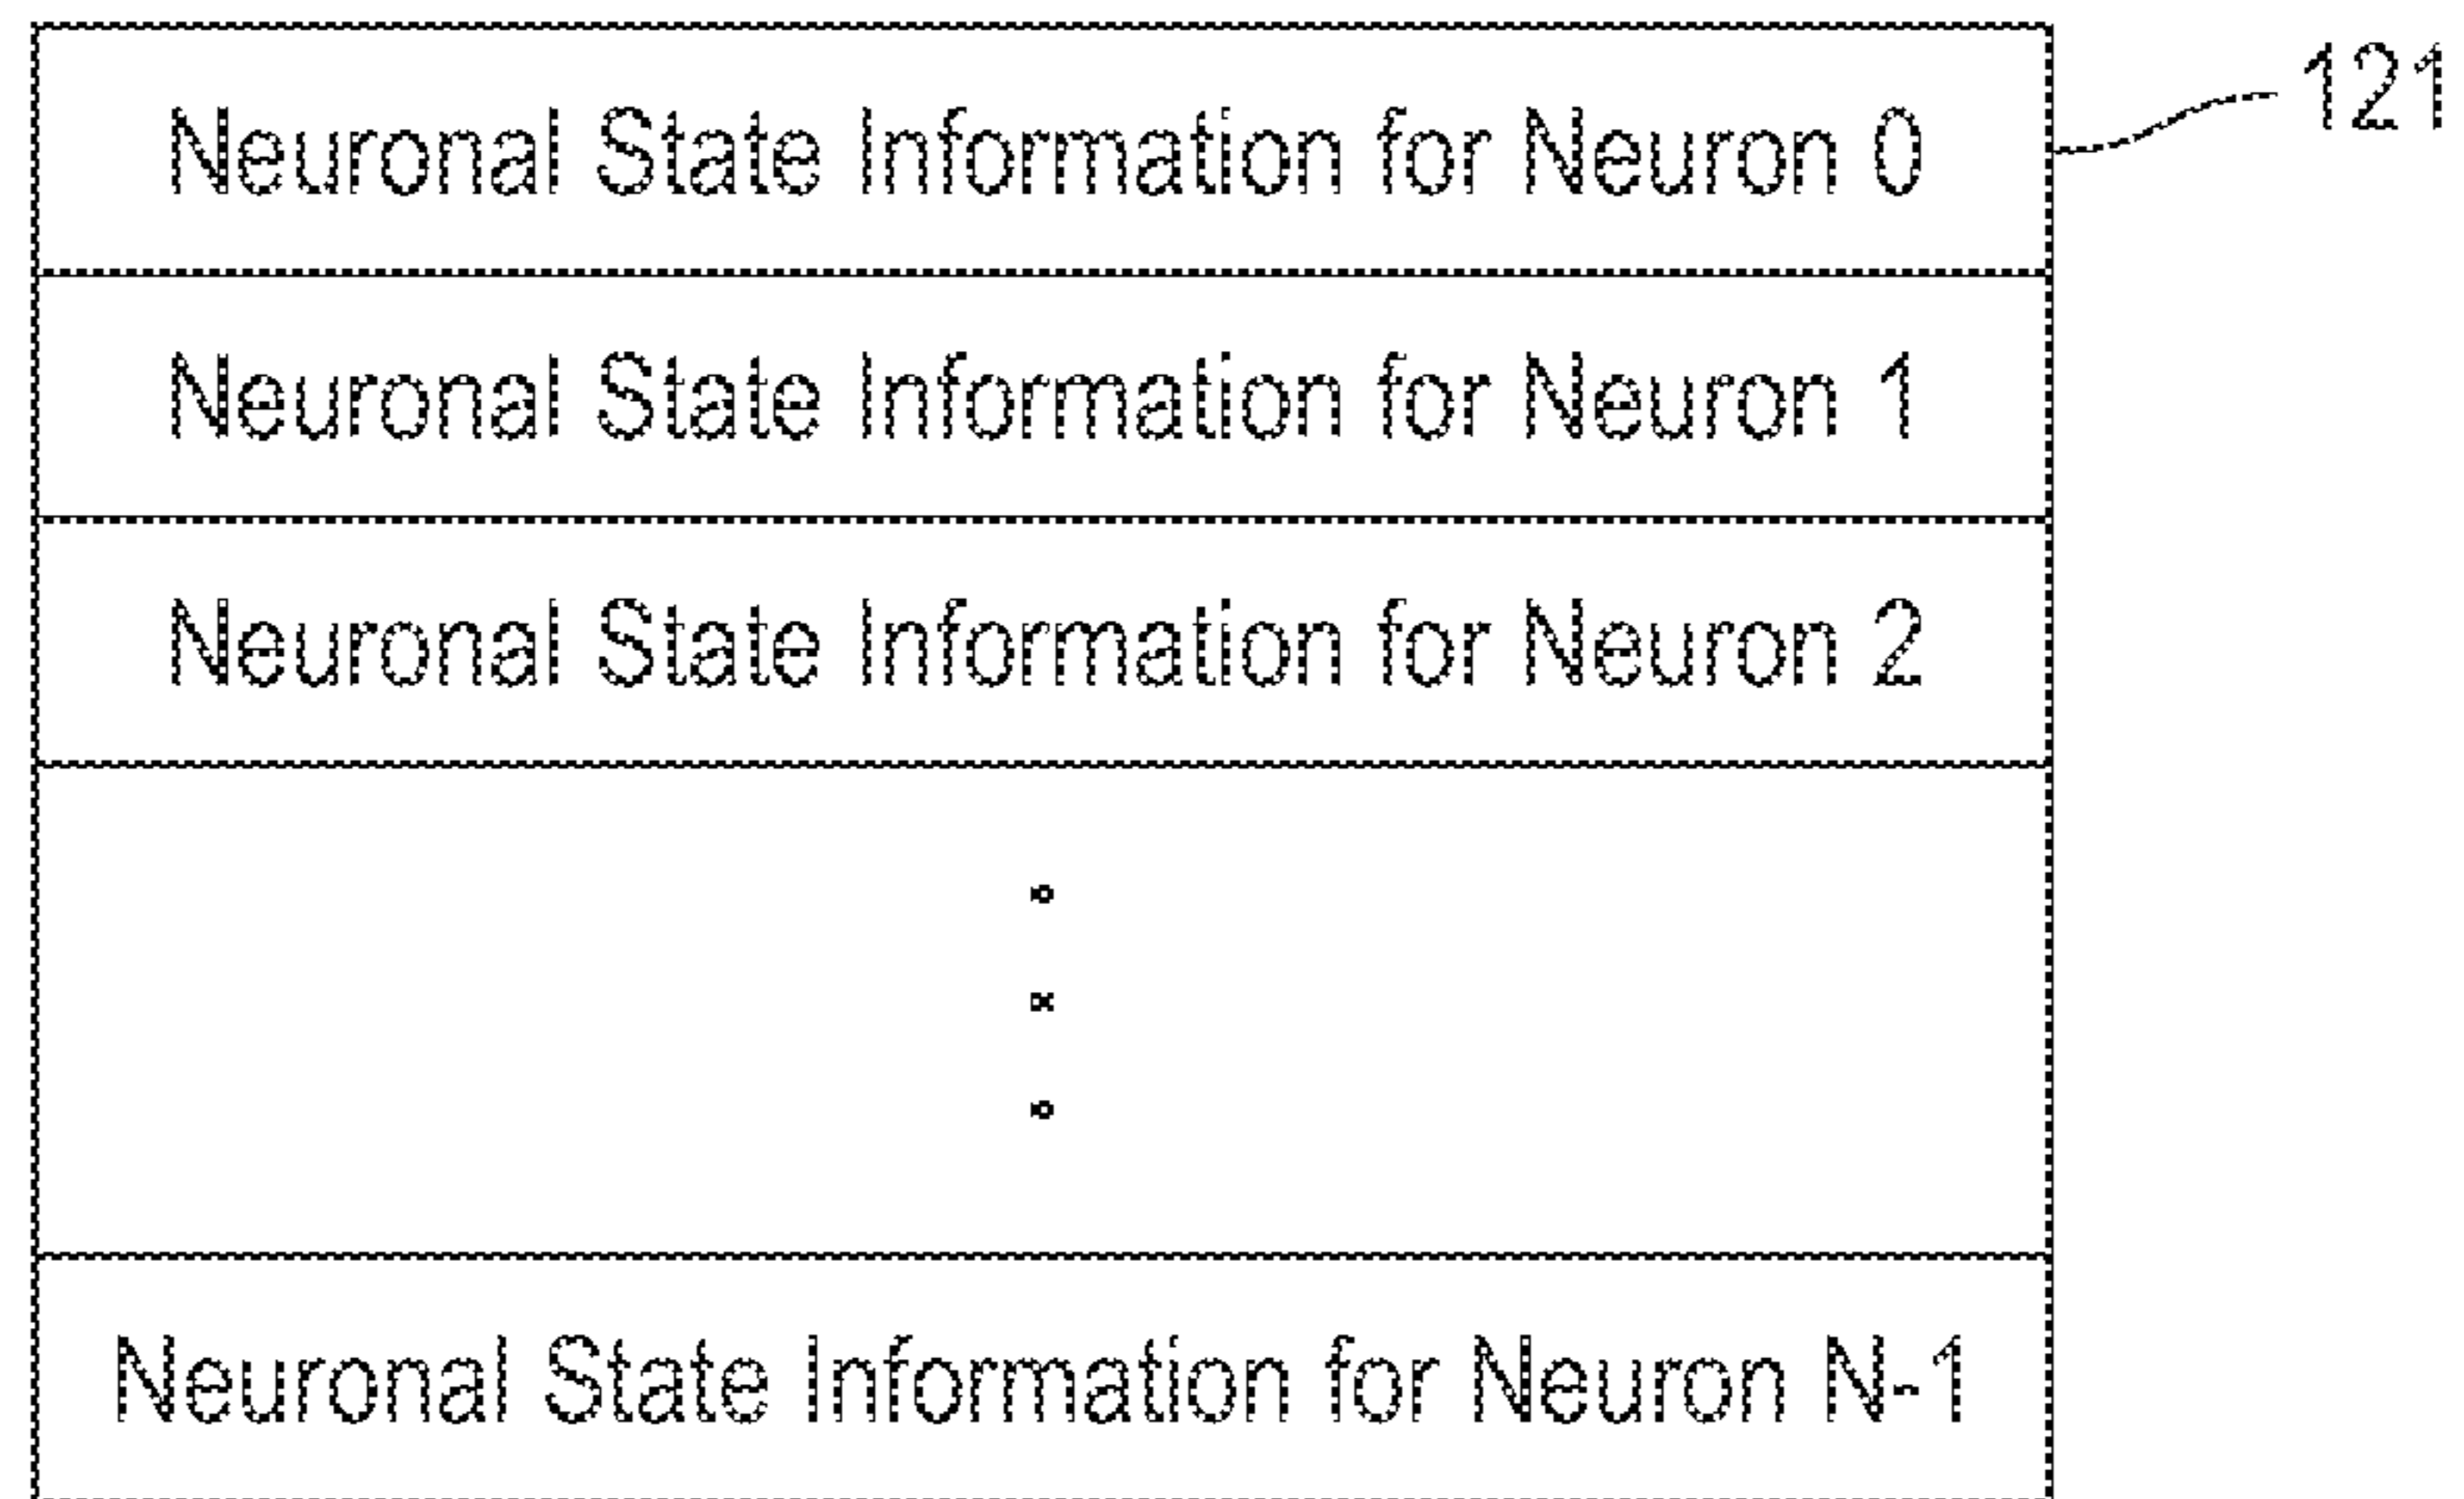 Neuronal State Information for Neuron 0
121
Neuronal State Information for Neuron 1
Neuronal State Information for Neuron 2
Neuronal State Information for Neuron N-1